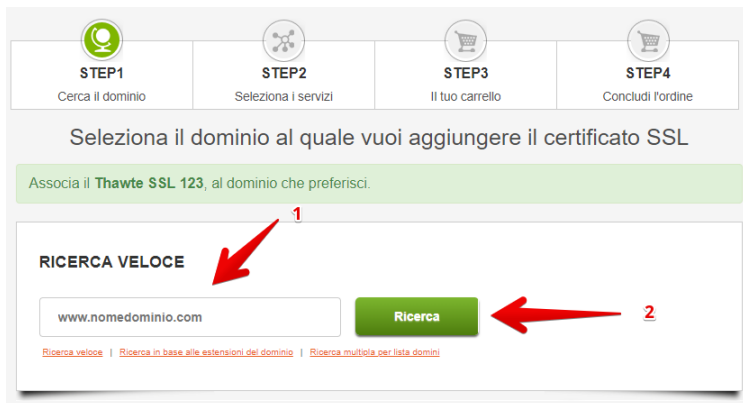 STEP1 STEP2 STEP3 STEP4
Cerca il dominio Seleziona i servizi Il tuo carrello Concludi l'ordine
Seleziona il dominio al quale vuoi aggiungere il certificato SSL
Associa il Thawte SSL 123, al dominio che preferisci.
1
RICERCA VELOCE
www.nomedominio.com Ricerca 2
Ricerca veloce | Ricerca in base alle estensioni del dominio | Ricerca multipla per lista domini